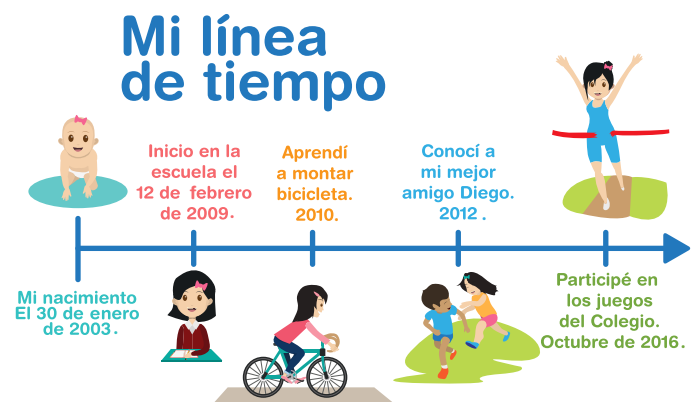 Mi línea
de tiempo
Mi nacimiento
El 30 de enero
de 2003.
Inicio en la
escuela el
12 de febrero
de 2009.
Aprendí
a montar
bicicleta.
2010.
Conocí a
mi mejor
amigo Diego.
2012 .
Participé en
los juegos
del Colegio.
Octubre de 2016.